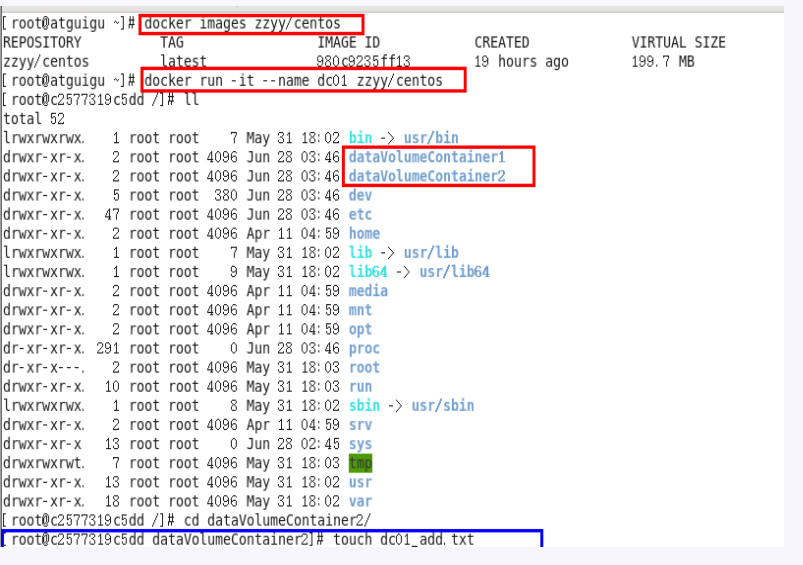 [root@atguigu ~]# docker images zzyy/centos
REPOSITORY TAG IMAGE ID CREATED VIRTUAL SIZE
zzyy/centos latest 980c9235ff13 19 hours ago 199.7 MB
[root@atguigu ~]# docker run -it --name dc01 zzyy/centos
[root@c2577319c5dd /]# ll
total 52
lrwxrwxrwx. 1 root root 7 May 31 18:02 bin -> usr/bin
drwxr-xr-x. 2 root root 4096 Jun 28 03:46 dataVolumeContainer1
drwxr-xr-x. 2 root root 4096 Jun 28 03:46 dataVolumeContainer2
drwxr-xr-x. 5 root root 380 Jun 28 03:46 dev
drwxr-xr-x. 47 root root 4096 Jun 28 03:46 etc
drwxr-xr-x. 2 root root 4096 Apr 11 04:59 home
lrwxrwxrwx. 1 root root 7 May 31 18:02 lib -> usr/lib
lrwxrwxrwx. 1 root root 9 May 31 18:02 lib64 -> usr/lib64
drwxr-xr-x. 2 root root 4096 Apr 11 04:59 media
drwxr-xr-x. 2 root root 4096 Apr 11 04:59 mnt
drwxr-xr-x. 2 root root 4096 Apr 11 04:59 opt
dr-xr-xr-x. 291 root root 0 Jun 28 03:46 proc
dr-xr-x---. 2 root root 4096 May 31 18:03 root
drwxr-xr-x. 10 root root 4096 May 31 18:03 run
lrwxrwxrwx. 1 root root 8 May 31 18:02 sbin -> usr/sbin
drwxr-xr-x. 2 root root 4096 Apr 11 04:59 srv
drwxr-xr-x 13 root root 0 Jun 28 02:45 sys
drwxrwxrwt. 7 root root 4096 May 31 18:03 tmp
drwxr-xr-x. 13 root root 4096 May 31 18:02 usr
drwxr-xr-x. 18 root root 4096 May 31 18:02 var
[root@c2577319c5dd /]# cd dataVolumeContainer2/
[root@c2577319c5dd dataVolumeContainer2]# touch dc01_add.txt